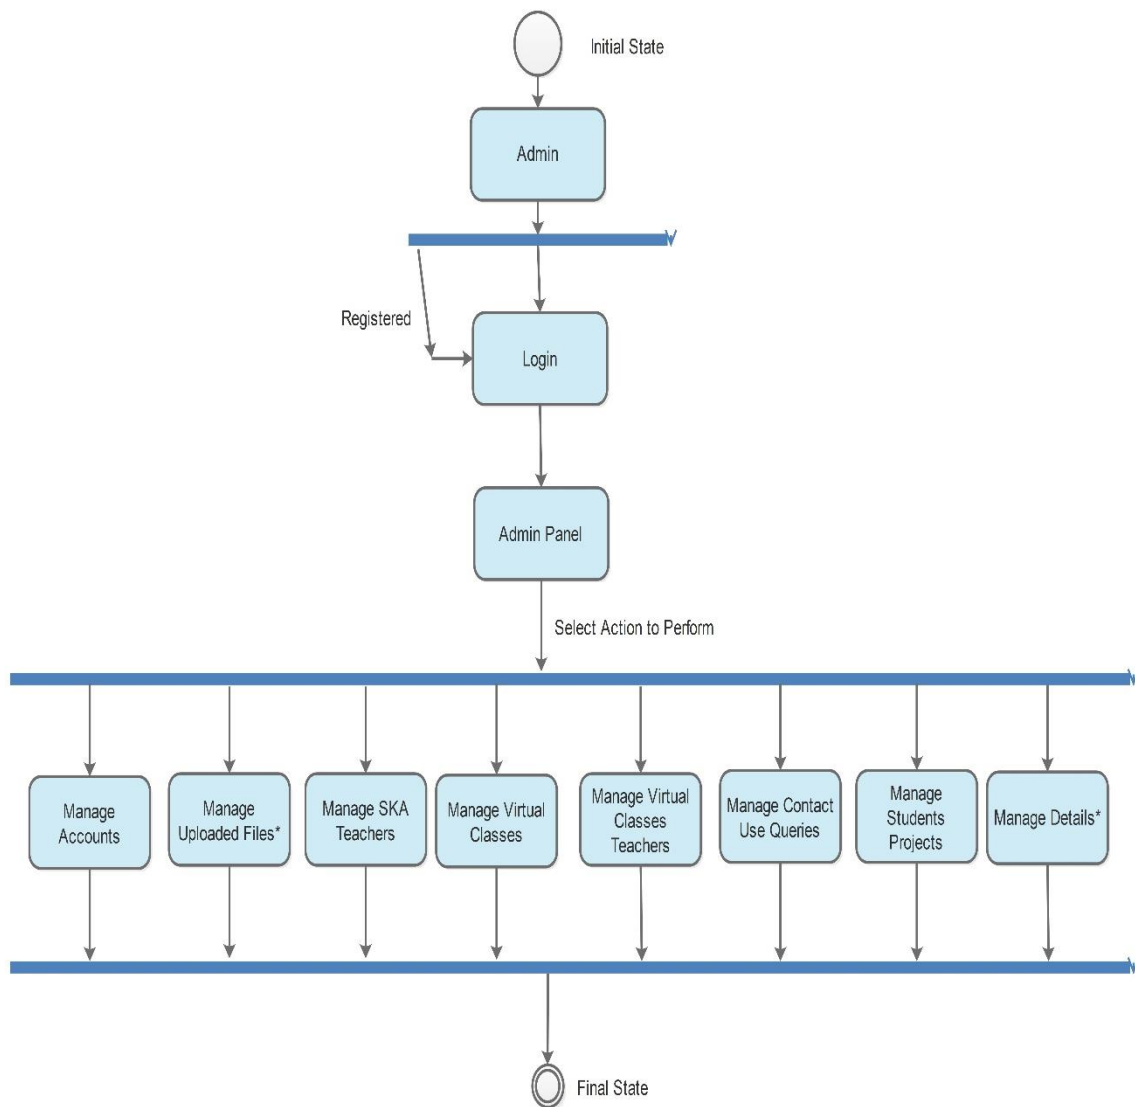 Initial State
Admin
Registered
Login
Admin Panel
Select Action to Perform
Manage
Accounts
Manage
Uploaded Files*
Manage SKA
Teachers
Manage Virtual
Classes
Manage Virtual
Classes
Teachers
Manage Contact
Use Queries
Manage
Students
Projects
Manage Details*
Final State